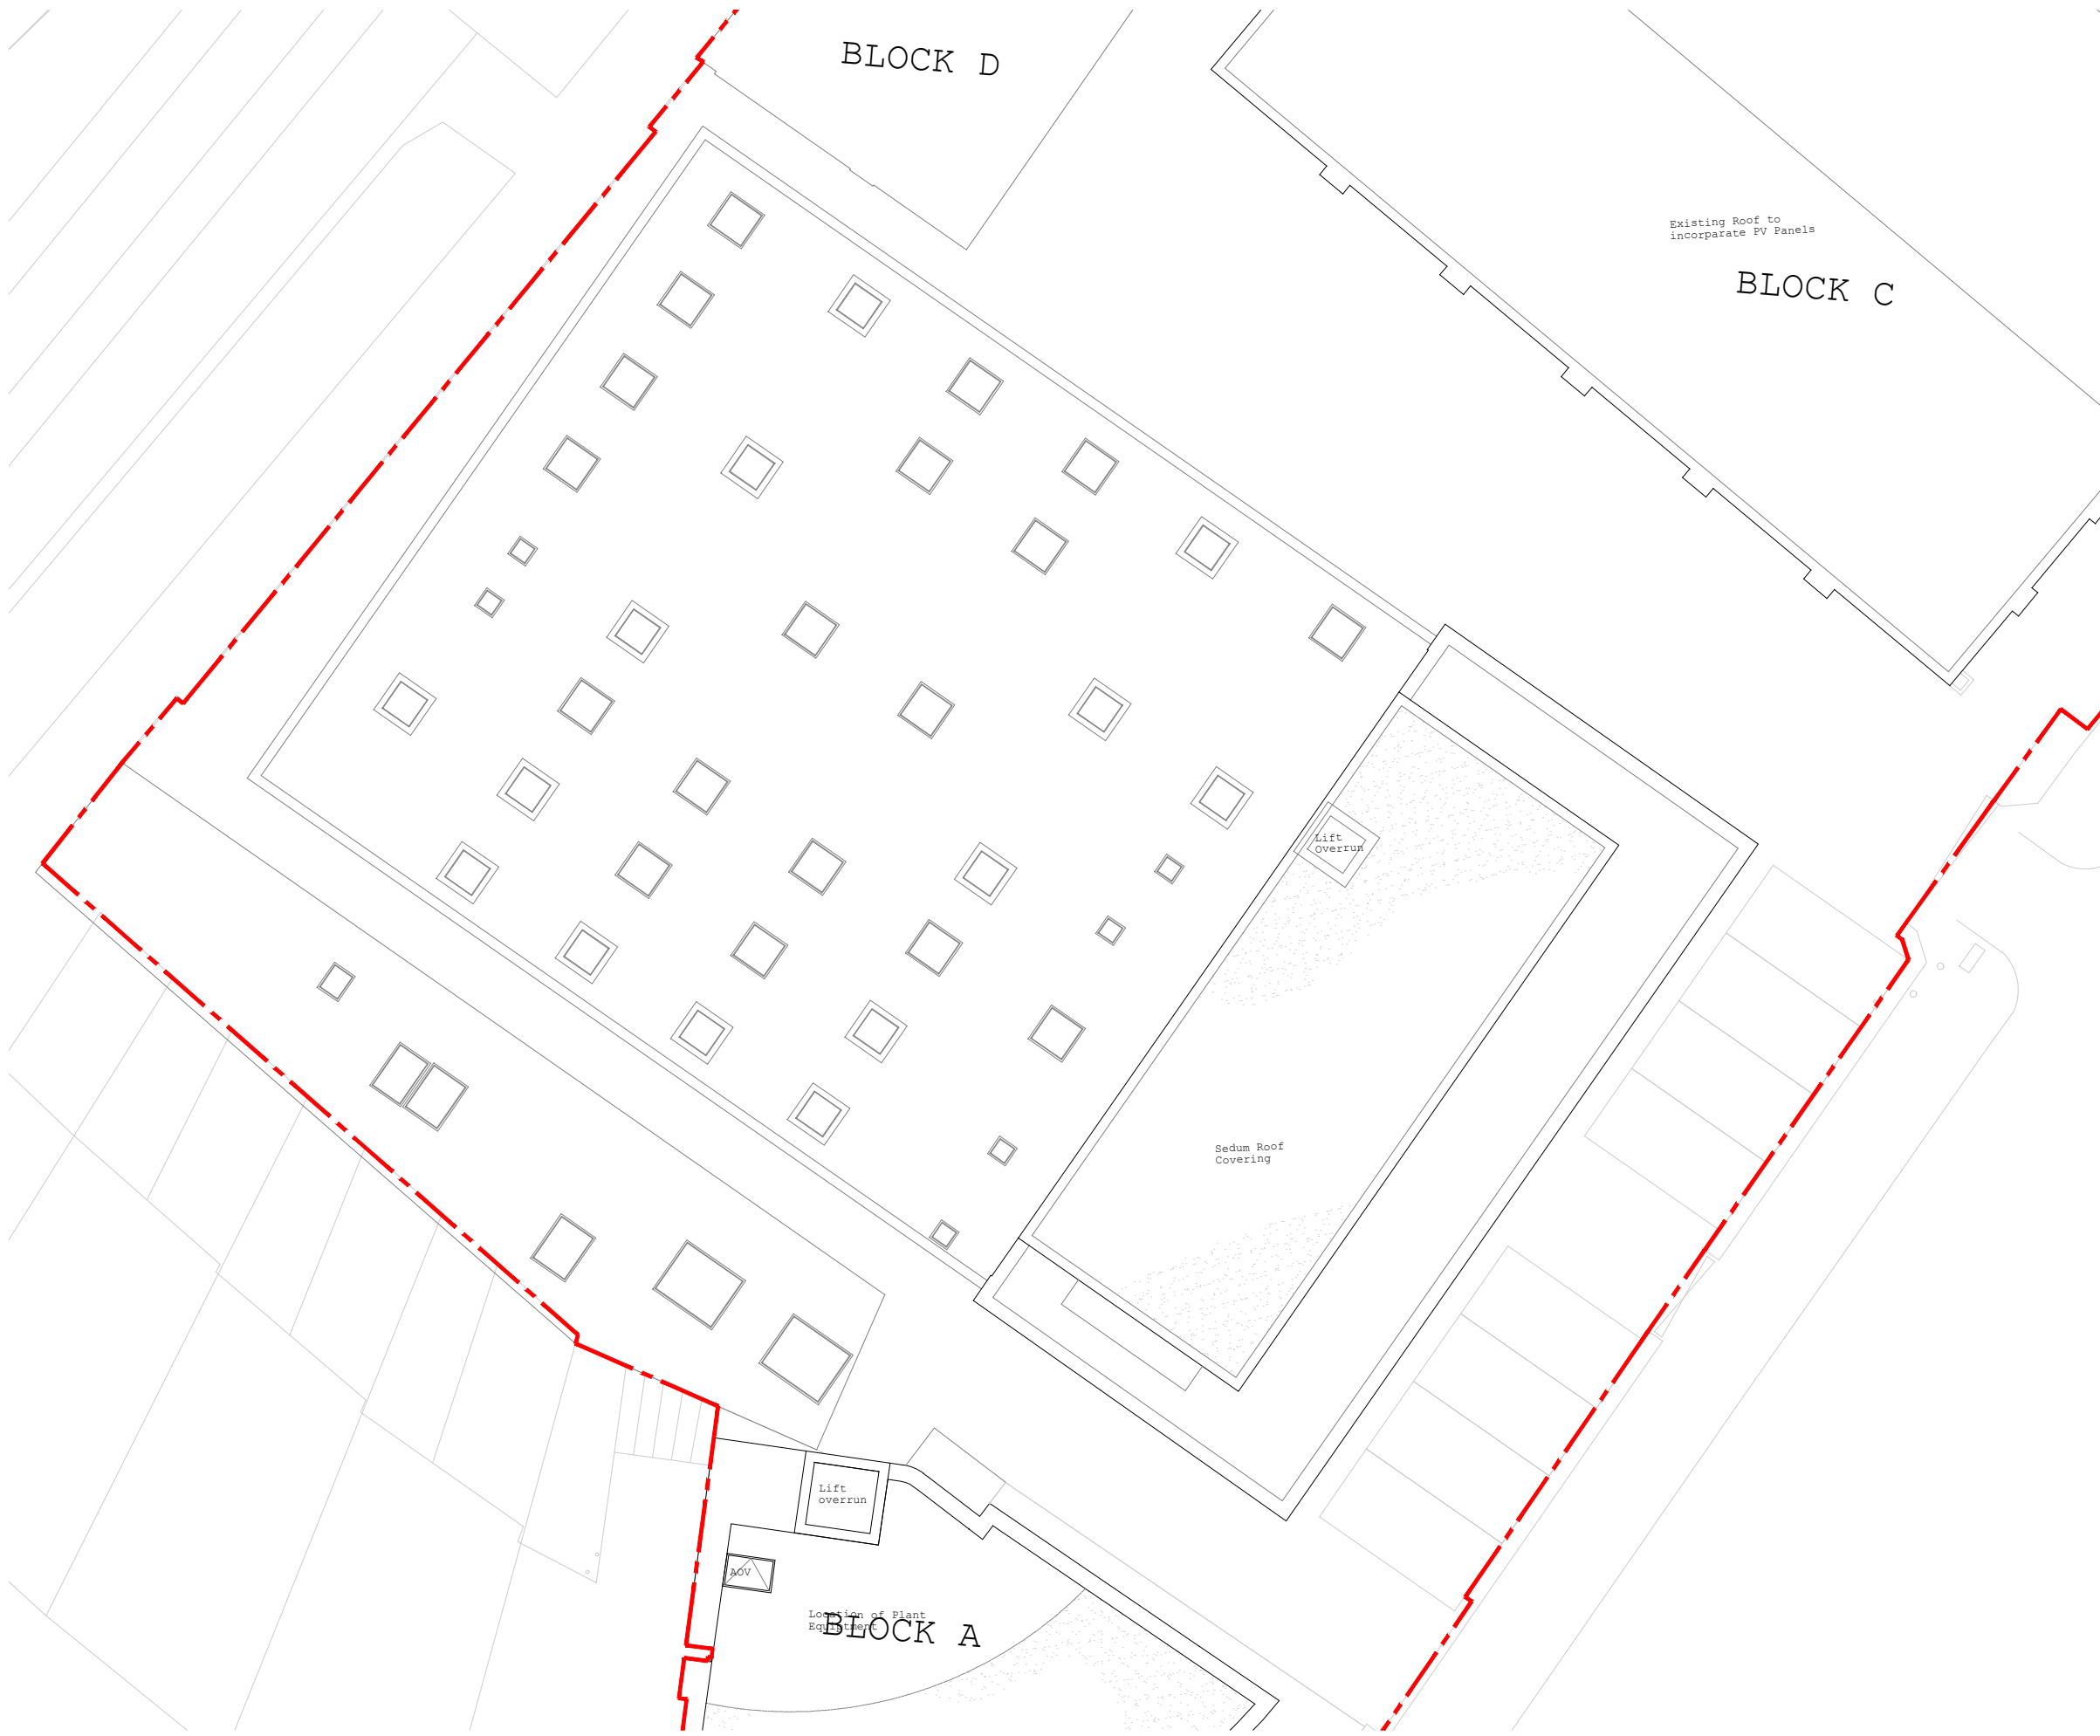 BLOCK D
Existing Roof to
incorparate PV Panels
BLOCK C
Lift
Overrun
Sedum Roof
Covering
Lift
overrun
AOV
Location of Plant
Equiptment
BLOCK A